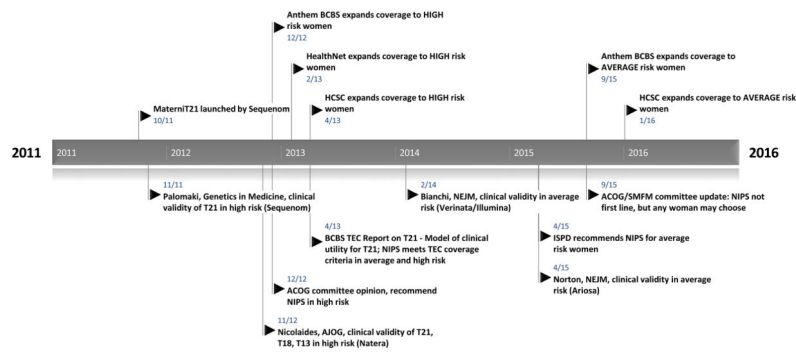 Anthem BCBS expands coverage to HIGH
risk women
12/12
HealthNet expands coverage to HIGH risk
women
2/13
Anthem BCBS expands coverage to
AVERAGE risk women
9/15
MaterniT21 launched by Sequenom
10/11
HCSC expands coverage to HIGH risk
women
4/13
HCSC expands coverage to AVERAGE risk
women
1/16
2011
2011
2012
2013
2014
2015
2016
2016
11/11
Palomaki, Genetics in Medicine, clinical
validity of T21 in high risk (Sequenom)
2/14
Bianchi, NEJM, clinical validity in average
risk (Verinata/Illumina)
9/15
ACOG/SMFM committee update: NIPS not
first line, but any woman may choose
4/13
BCBS TEC Report on T21 - Model of clinical
utility for T21; NIPS meets TEC coverage
criteria in average and high risk
4/15
ISPD recommends NIPS for average
risk women
12/12
ACOG committee opinion, recommend
NIPS in high risk
4/15
Norton, NEJM, clinical validity in average
risk (Ariosa)
11/12
Nicolaides, AJOG, clinical validity of T21,
T18, T13 in high risk (Natera)